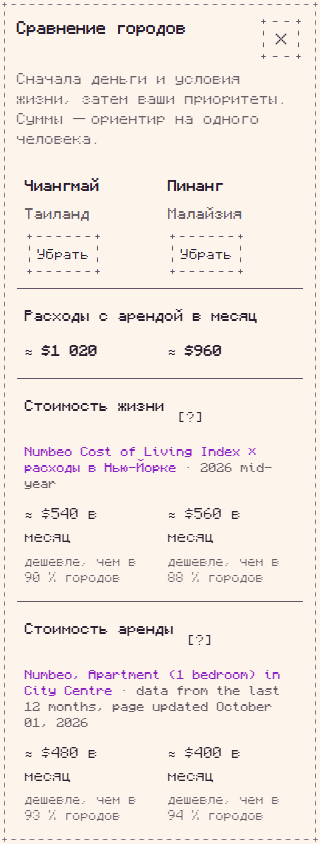 Сравнение городов
×
Сначала деньги и условия
жизни, затем ваши приоритеты.
Суммы — ориентир на одного
человека.
Чиангмай Пинанг
Таиланд Малайзия
Убрать Убрать
Расходы с арендой в месяц
≈ $1 020 ≈ $960
Стоимость жизни [?]
Numbeo Cost of Living Index ×
расходы в Нью-Йорке · 2026 mid-
year
≈ $540 в ≈ $560 в
месяц месяц
дешевле, чем в дешевле, чем в
90 % городов 88 % городов
Стоимость аренды [?]
Numbeo, Apartment (1 bedroom) in
City Centre · data from the last
12 months, page updated October
01, 2026
≈ $480 в ≈ $400 в
месяц месяц
дешевле, чем в дешевле, чем в
93 % городов 94 % городов